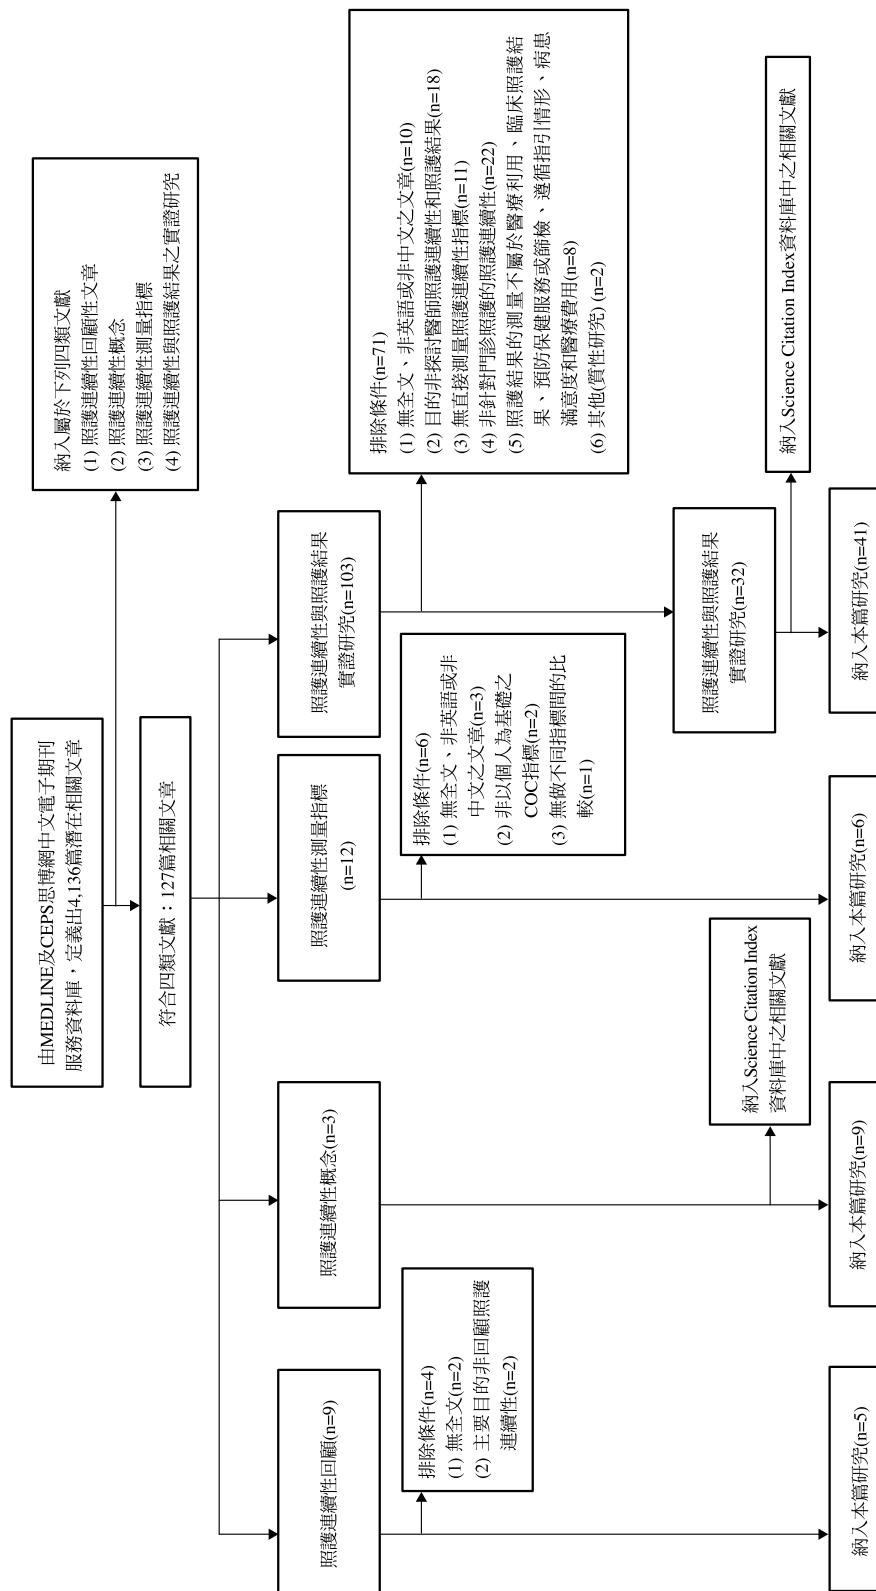 由MEDLINE及CEPS思博網中文電子期刊
服務資料庫，定義出4,136篇潛在相關文章
納入屬於下列四類文獻
(1) 照護連續性回顧性文章
(2) 照護連續性概念
(3) 照護連續性測量指標
(4) 照護連續性與照護結果之實證研究
符合四類文獻：127篇相關文章
照護連續性回顧(n=9)
照護連續性概念(n=3)
照護連續性測量指標
(n=12)
照護連續性與照護結果
實證研究(n=103)
排除條件(n=4)
(1) 無全文(n=2)
(2) 主要目的非回顧照護
連續性(n=2)
排除條件(n=6)
(1) 無全文、非英語或非
中文之文章(n=3)
(2) 非以個人為基礎之
COC指標(n=2)
(3) 無做不同指標間的比
較(n=1)
排除條件(n=71)
(1) 無全文、非英語或非中文之文章(n=10)
(2) 目的非探討醫師照護連續性和照護結果(n=18)
(3) 無直接測量照護連續性指標(n=11)
(4) 非針對門診照護的照護連續性(n=22)
(5) 照護結果的測量不屬於醫療利用、臨床照護結
果、預防保健服務或篩檢、遵循指引情形、病患
滿意度和醫療費用(n=8)
(6) 其他(質性研究) (n=2)
照護連續性與照護結果
實證研究(n=32)
納入Science Citation Index
資料庫中之相關文獻
納入Science Citation Index資料庫中之相關文獻
納入本篇研究(n=5)
納入本篇研究(n=9)
納入本篇研究(n=6)
納入本篇研究(n=41)